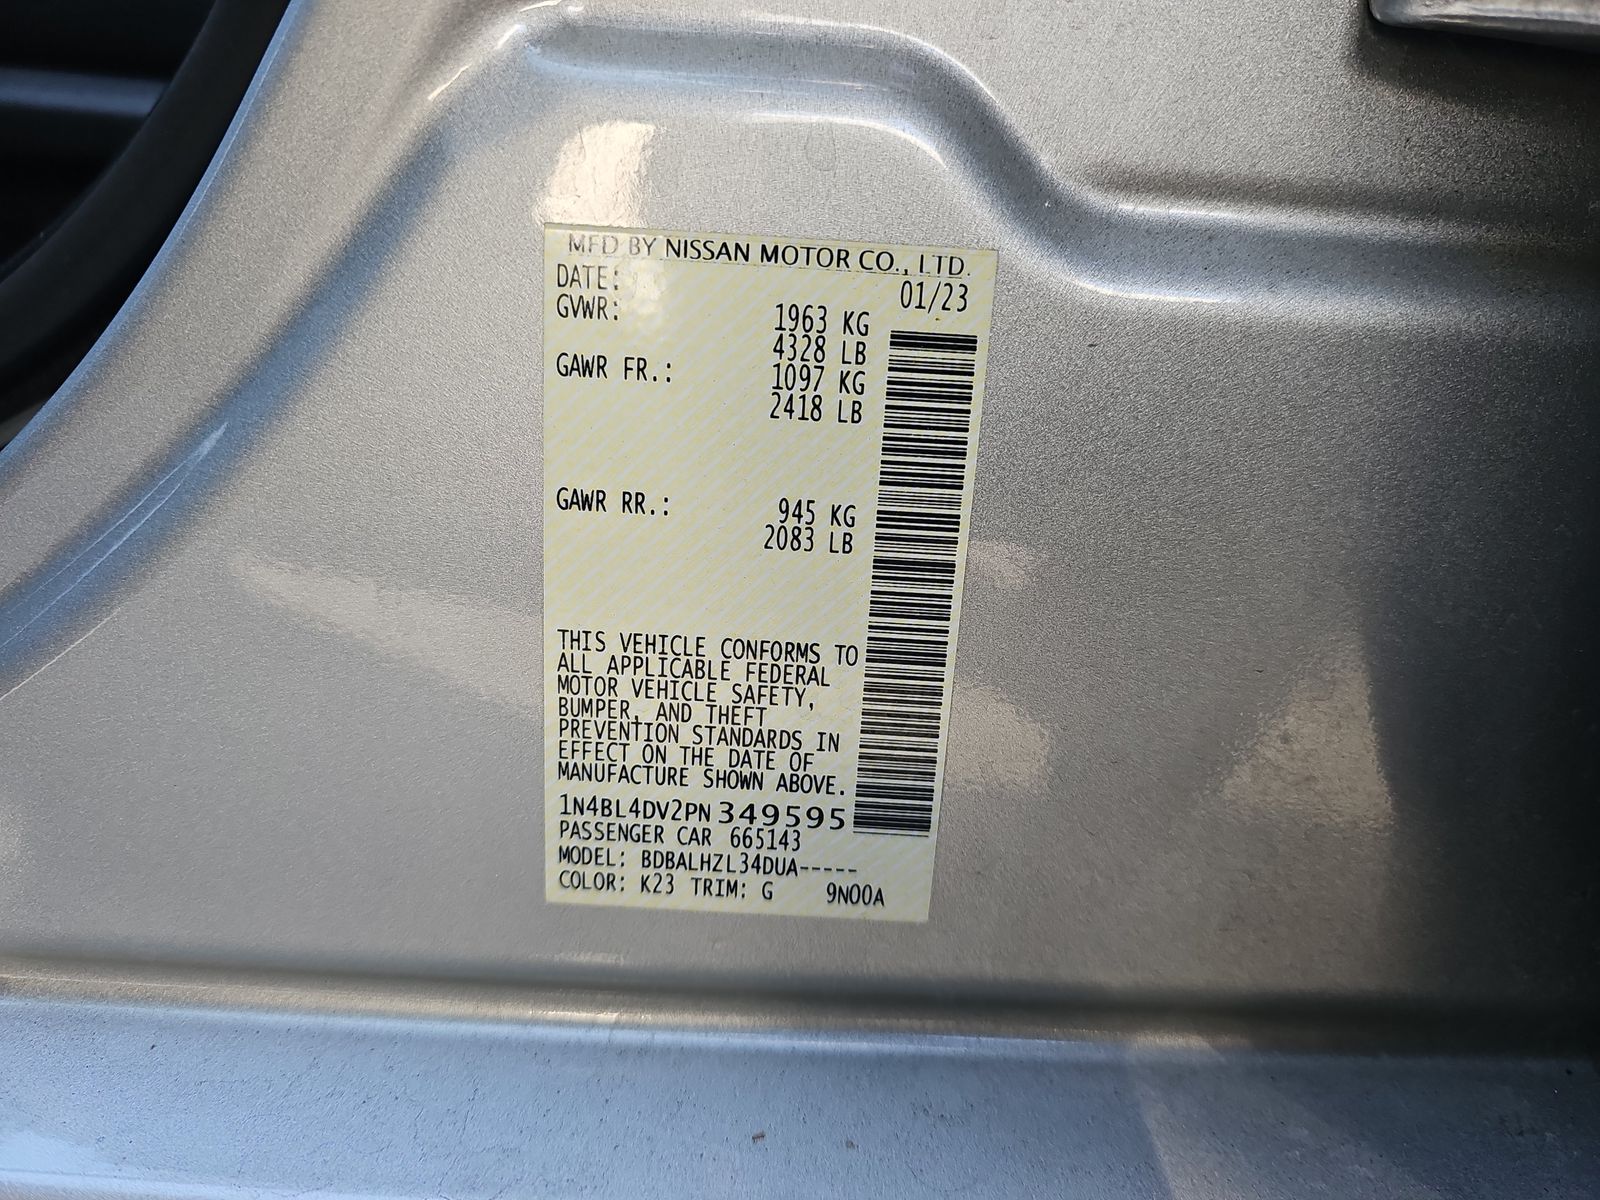 MFD BY NISSAN MOTOR CO., LTD.
DATE: 01/23
GVWR: 1963 KG
4328 LB
GAWR FR.: 1097 KG
2418 LB
GAWR RR.: 945 KG
2083 LB
THIS VEHICLE CONFORMS TO
ALL APPLICABLE FEDERAL
MOTOR VEHICLE SAFETY,
BUMPER, AND THEFT
PREVENTION STANDARDS IN
EFFECT ON THE DATE OF
MANUFACTURE SHOWN ABOVE.
1N4BL4DV2PN349595
PASSENGER CAR 665143
MODEL: BDBALHZL34DUA-----
COLOR: K23 TRIM: G 9N00A